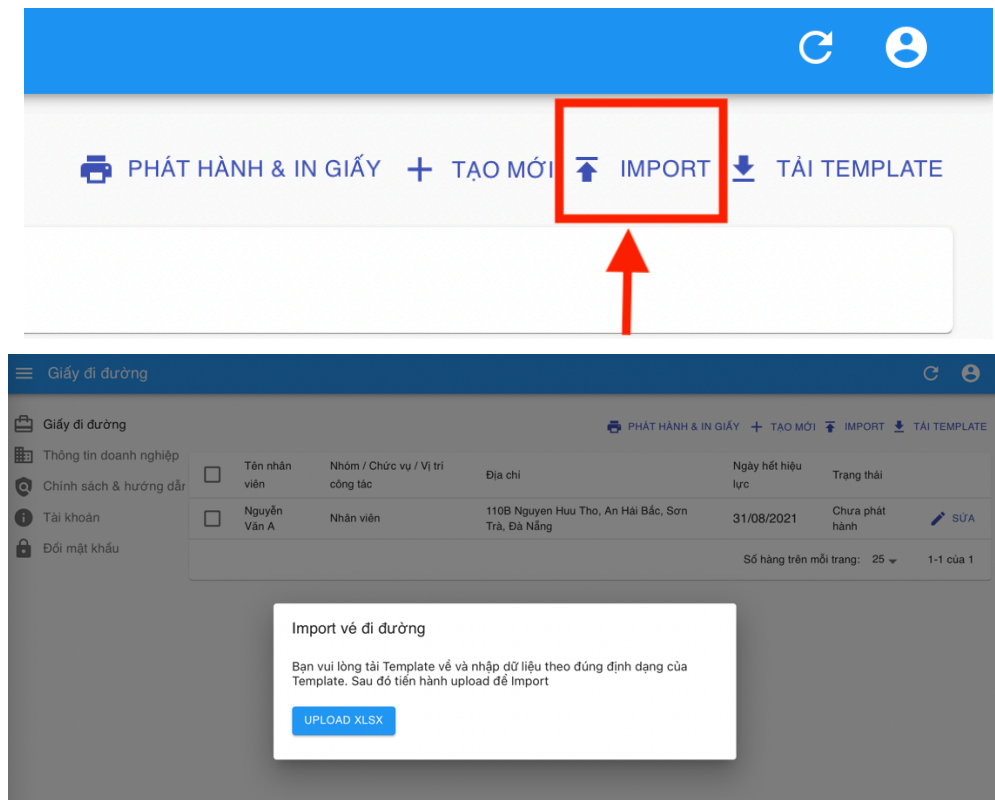 PHÁT HÀNH & IN GIẤY TẠO MỚI IMPORT TẢI TEMPLATE
Giấy đi đường
Giấy đi đường
PHÁT HÀNH & IN GIẤY TẠO MỚI IMPORT TẢI TEMPLATE
Thông tin doanh nghiệp
Chính sách & hướng dẫn
Tài khoản
Đổi mật khẩu
Tên nhân viên Nhóm / Chức vụ / Vị trí công tác Địa chỉ Ngày hết hiệu lực Trạng thái
Nguyễn Văn A Nhân viên 110B Nguyen Huu Tho, An Hải Bắc, Sơn Trà, Đà Nẵng 31/08/2021 Chưa phát hành SỬA
Số hàng trên mỗi trang: 25 1-1 của 1
Import vé đi đường
Bạn vui lòng tải Template về và nhập dữ liệu theo đúng định dạng của
Template. Sau đó tiến hành upload để Import
UPLOAD XLSX